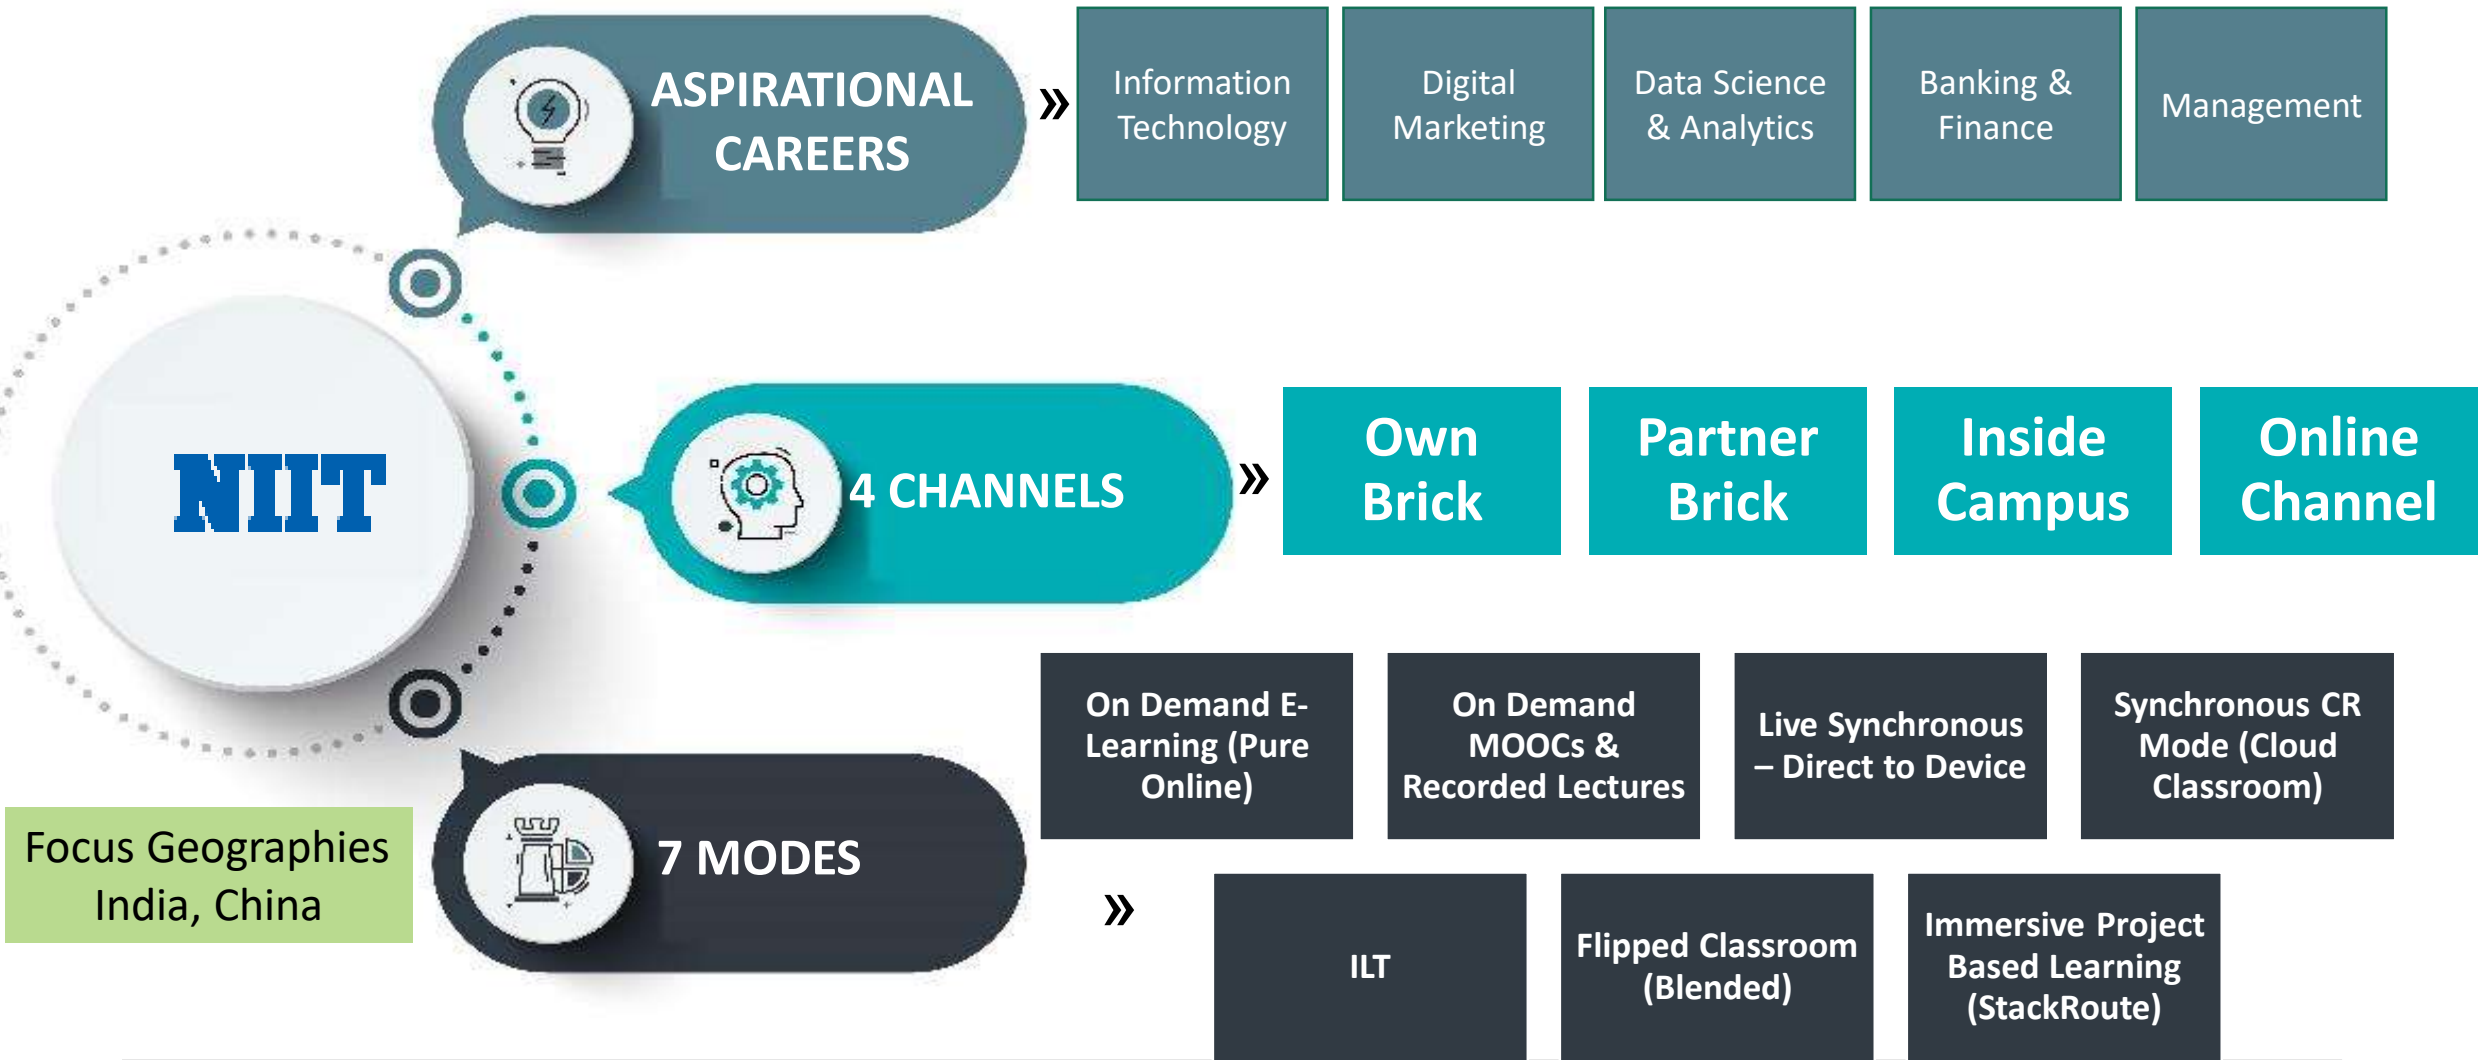 ASPIRATIONAL
CAREERS
»
Information
Technology
Digital
Marketing
Data Science
& Analytics
Banking &
Finance
Management
NIIT
4 CHANNELS
»
Own
Brick
Partner
Brick
Inside
Campus
Online
Channel
7 MODES
»
On Demand E-
Learning (Pure
Online)
On Demand
MOOCs &
Recorded Lectures
Live Synchronous
– Direct to Device
Synchronous CR
Mode (Cloud
Classroom)
ILT
Flipped Classroom
(Blended)
Immersive Project
Based Learning
(StackRoute)
Focus Geographies
India, China